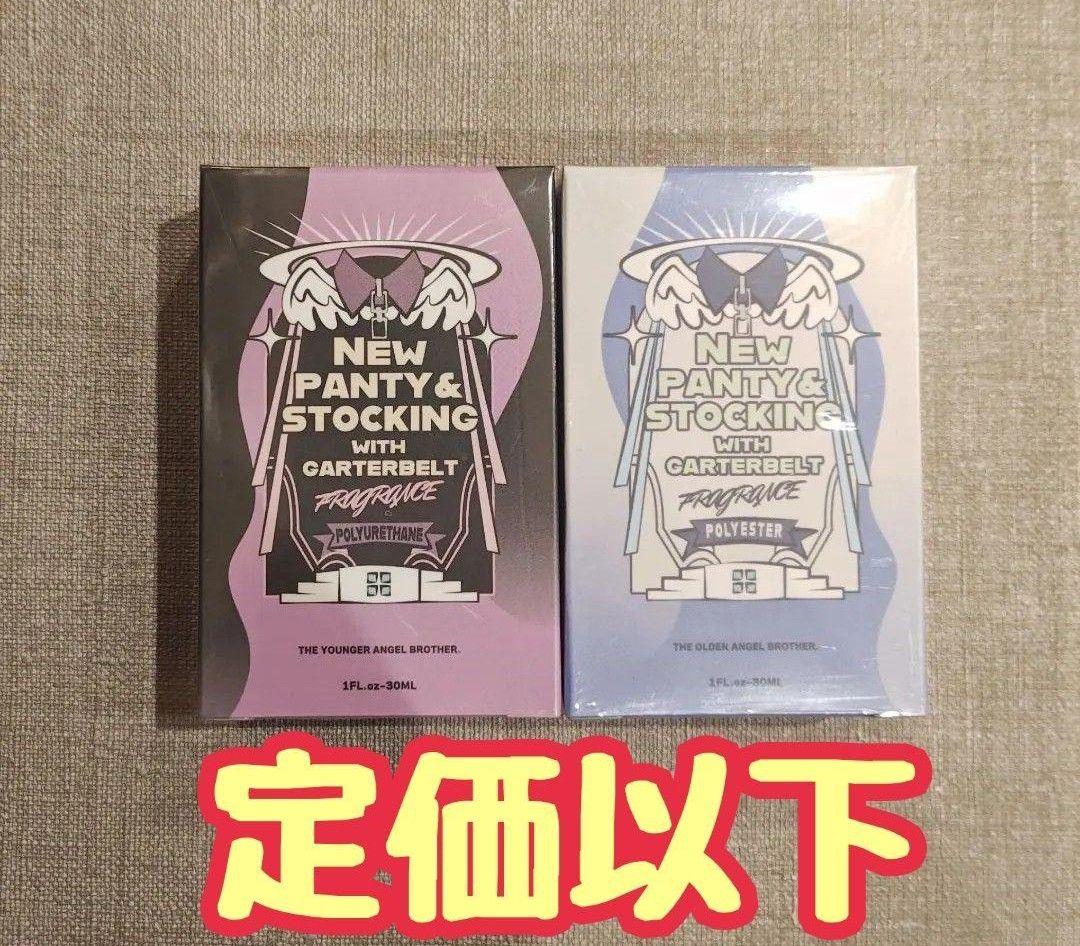 NEW
PANTY&
STOCKING
WITH
GARTERBELT
FRAGRANCE
POLYURETHANE
THE YOUNGER ANGEL BROTHER.
1FL.oz-30ML
NEW
PANTY&
STOCKING
WITH
GARTERBELT
FRAGRANCE
POLYESTER
THE OLDER ANGEL BROTHER.
1FL.oz-30ML
定価以下